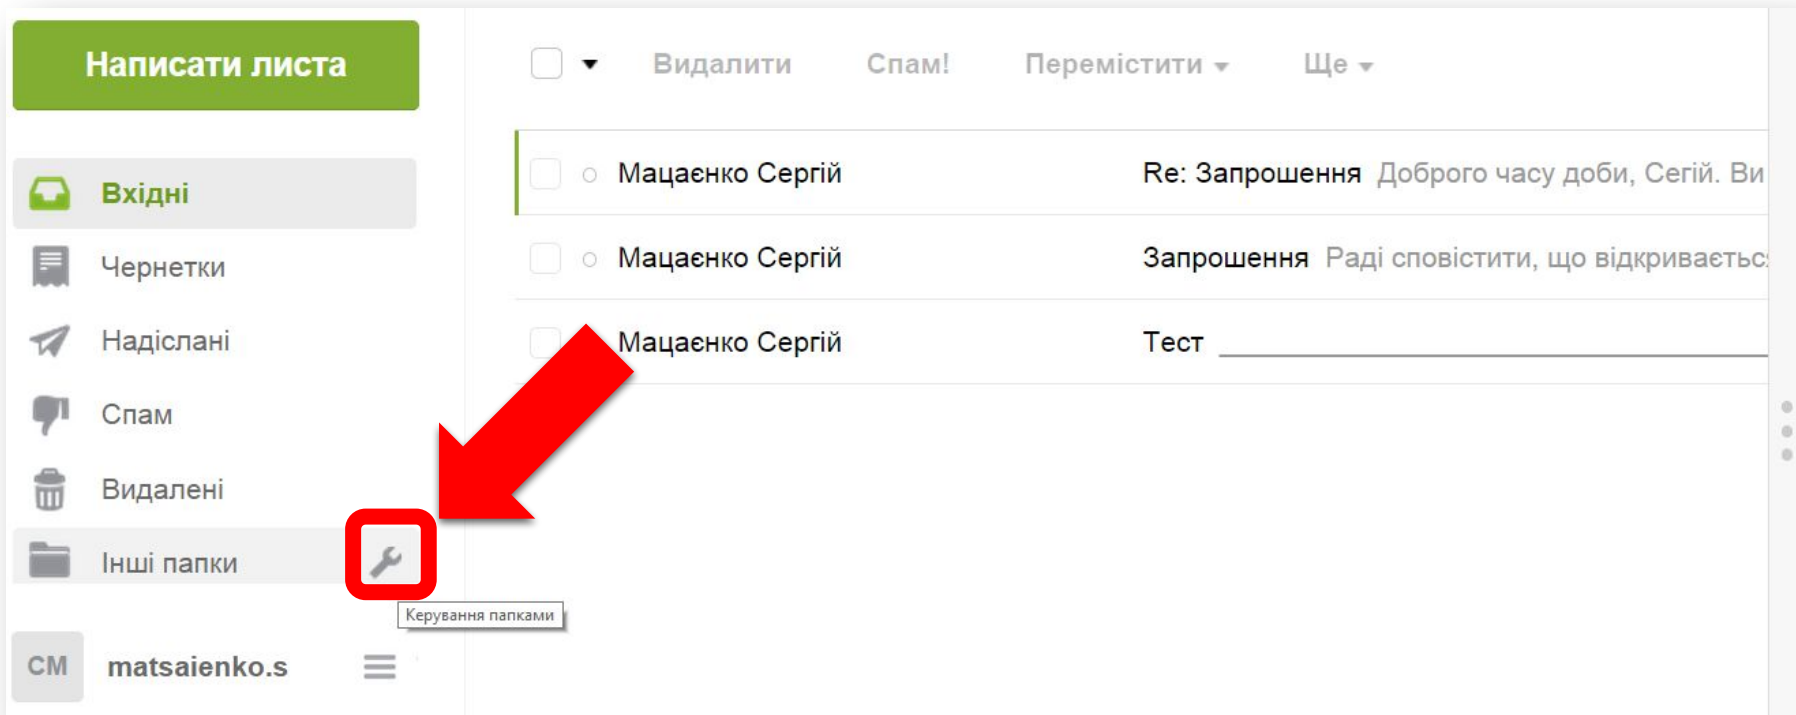 Написати листа
Видалити Спам! Перемістити Ще
Вхідні
Чернетки
Надіслані
Спам
Видалені
Інші папки
Керування папками
СМ matsaienko.s
Мацаєнко Сергій Re: Запрошення Доброго часу доби, Сегій. Ви
Мацаєнко Сергій Запрошення Раді сповістити, що відкриваєтьс
Мацаєнко Сергій Тест